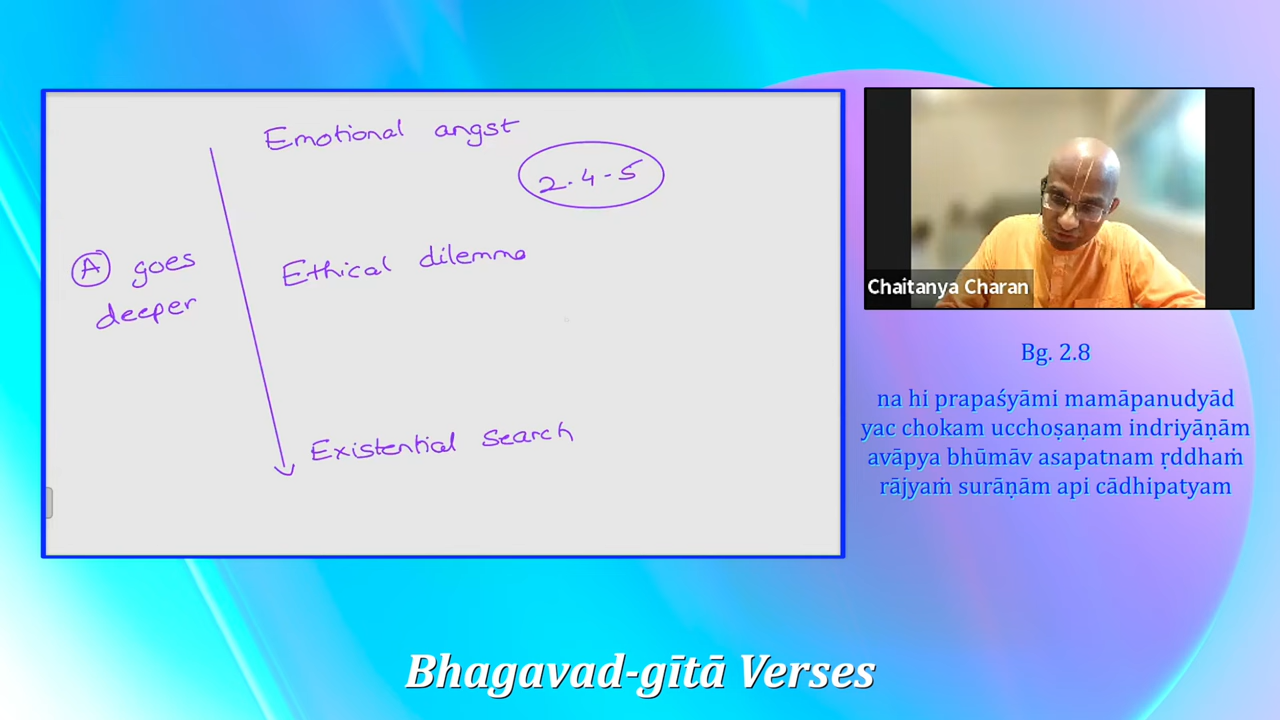 Emotional angst
2.4-5
Ⓐ goes
deeper
Ethical dilemma
Existential search
Chaitanya Charan
Bg. 2.8
na hi prapaśyāmi mamāpanudyād
yac chokam ucchoṣaṇam indriyāṇām
avāpya bhūmāv asapatnam ṛddhaṁ
rājyaṁ surāṇām api cādhipatyam
Bhagavad-gītā Verses